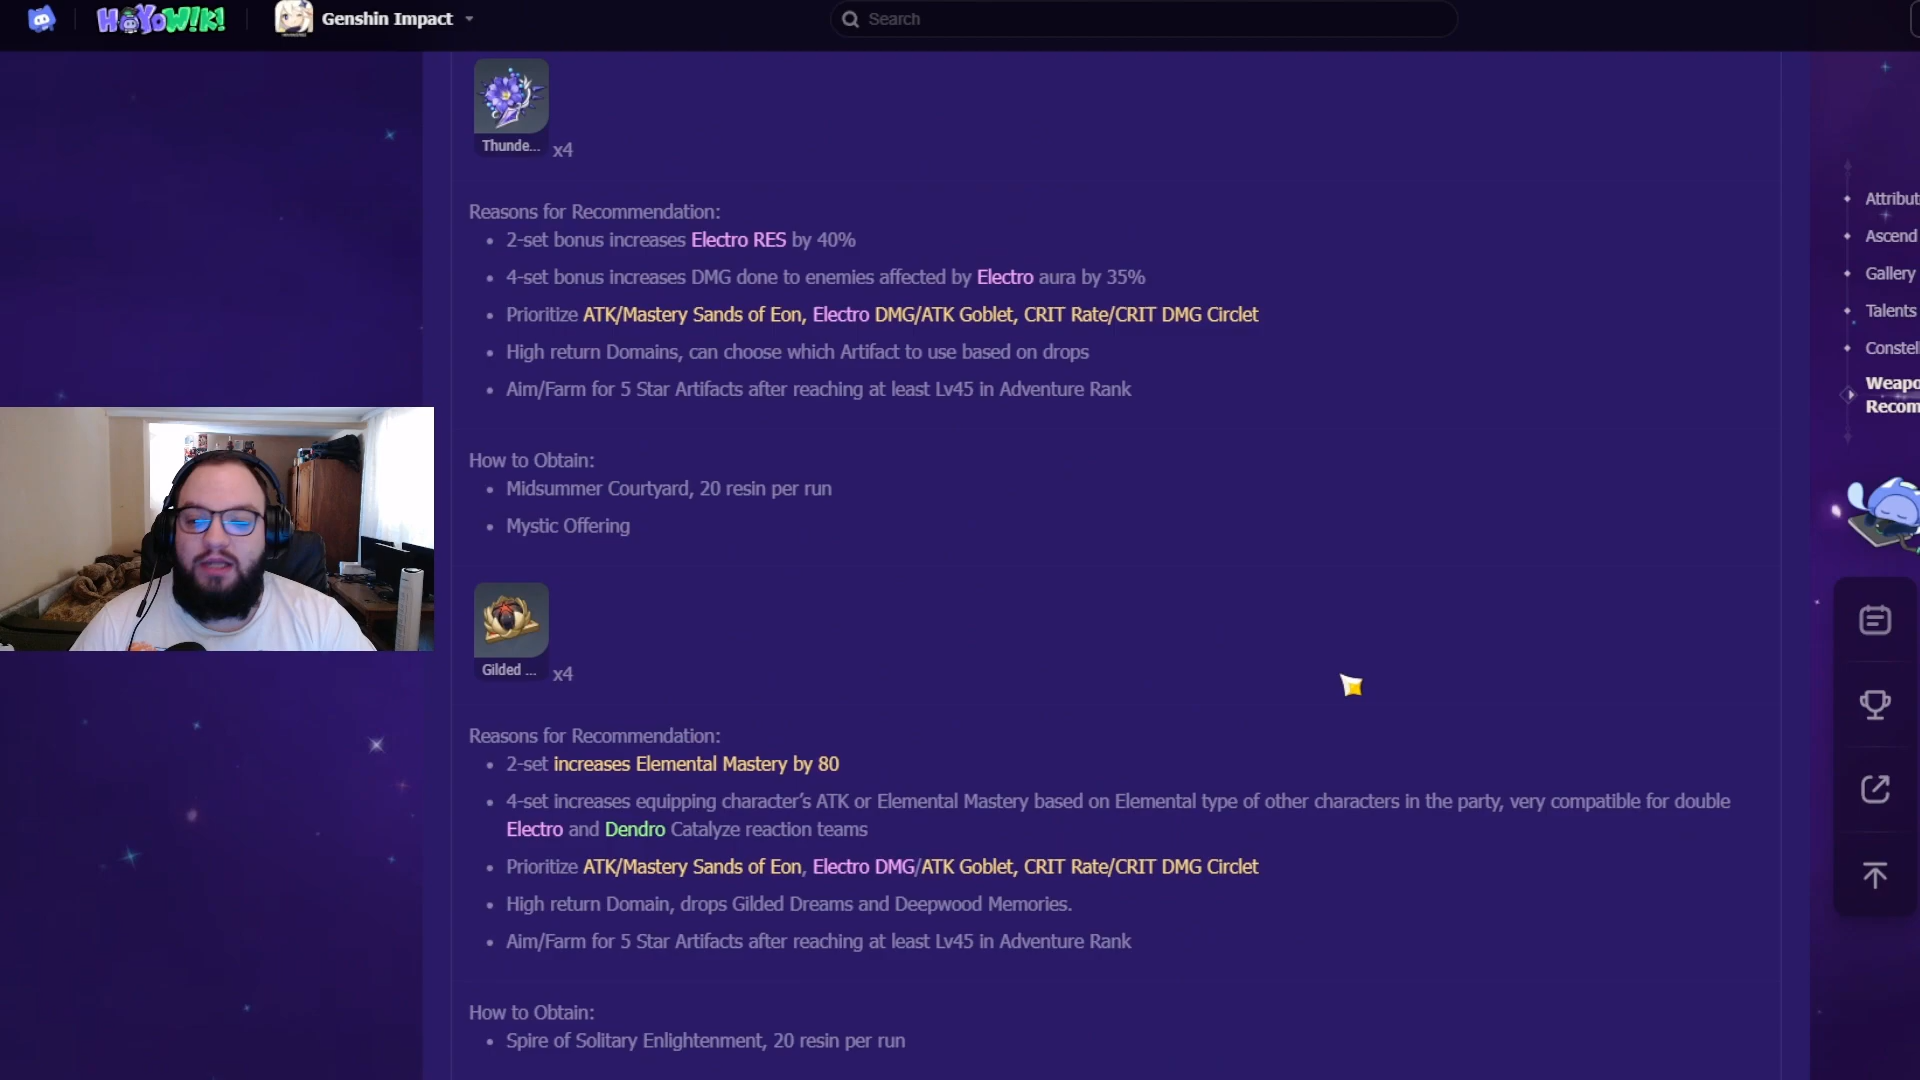 HoYoWiKi
Genshin Impact
Search
Thunde...
x4
Reasons for Recommendation:
2-set bonus increases Electro RES by 40%
4-set bonus increases DMG done to enemies affected by Electro aura by 35%
Prioritize ATK/Mastery Sands of Eon, Electro DMG/ATK Goblet, CRIT Rate/CRIT DMG Circlet
High return Domains, can choose which Artifact to use based on drops
Aim/Farm for 5 Star Artifacts after reaching at least Lv45 in Adventure Rank
How to Obtain:
Midsummer Courtyard, 20 resin per run
Mystic Offering
Gilded ...
x4
Reasons for Recommendation:
2-set increases Elemental Mastery by 80
4-set increases equipping character's ATK or Elemental Mastery based on Elemental type of other characters in the party, very compatible for double
Electro and Dendro Catalyze reaction teams
Prioritize ATK/Mastery Sands of Eon, Electro DMG/ATK Goblet, CRIT Rate/CRIT DMG Circlet
High return Domain, drops Gilded Dreams and Deepwood Memories.
Aim/Farm for 5 Star Artifacts after reaching at least Lv45 in Adventure Rank
How to Obtain:
Spire of Solitary Enlightenment, 20 resin per run
Attribut
Ascend
Gallery
Talents
Constell
Weapo
Recom